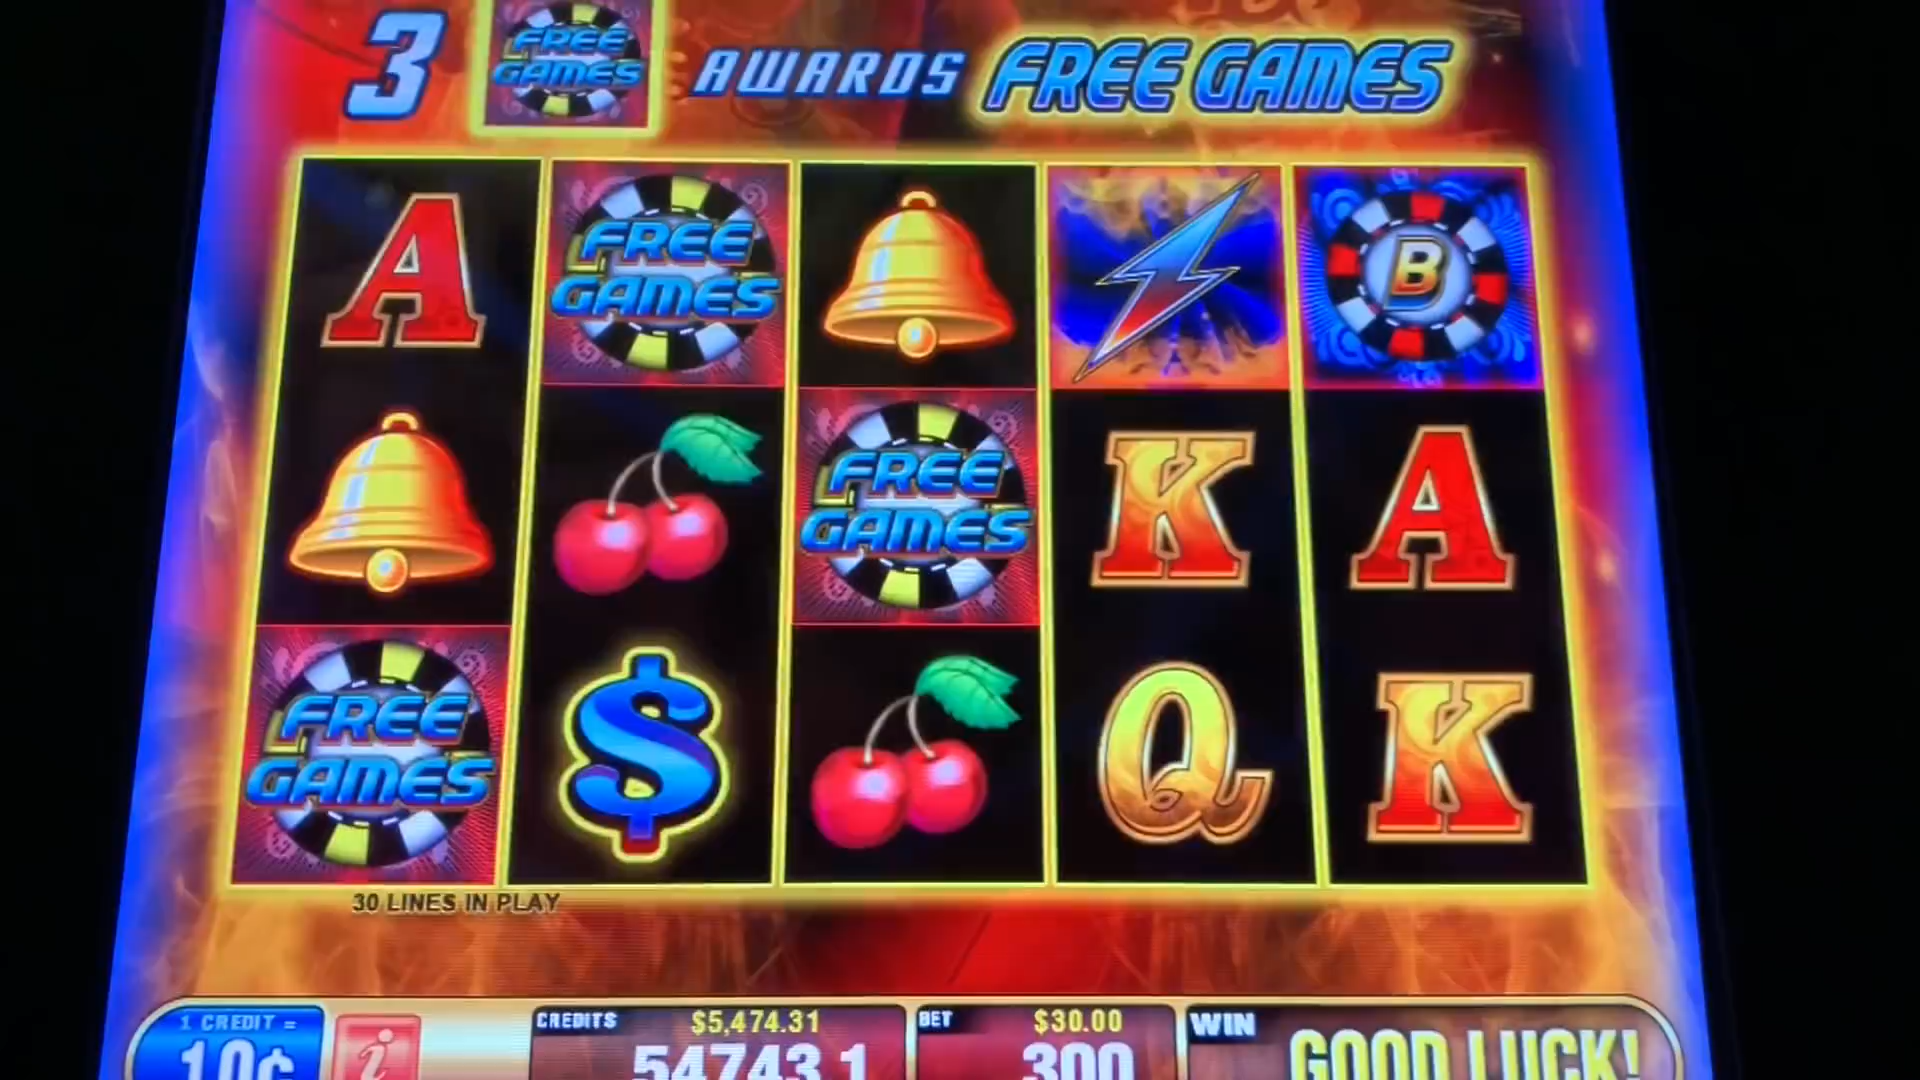 3 FREE GAMES AWARDS FREE GAMES
A FREE GAMES B
FREE GAMES K A
FREE GAMES $ Q K
30 LINES IN PLAY
1 CREDIT = 10¢
i
CREDITS $5,474.31
54743.1
BET $30.00
300
WIN GOOD LUCK!